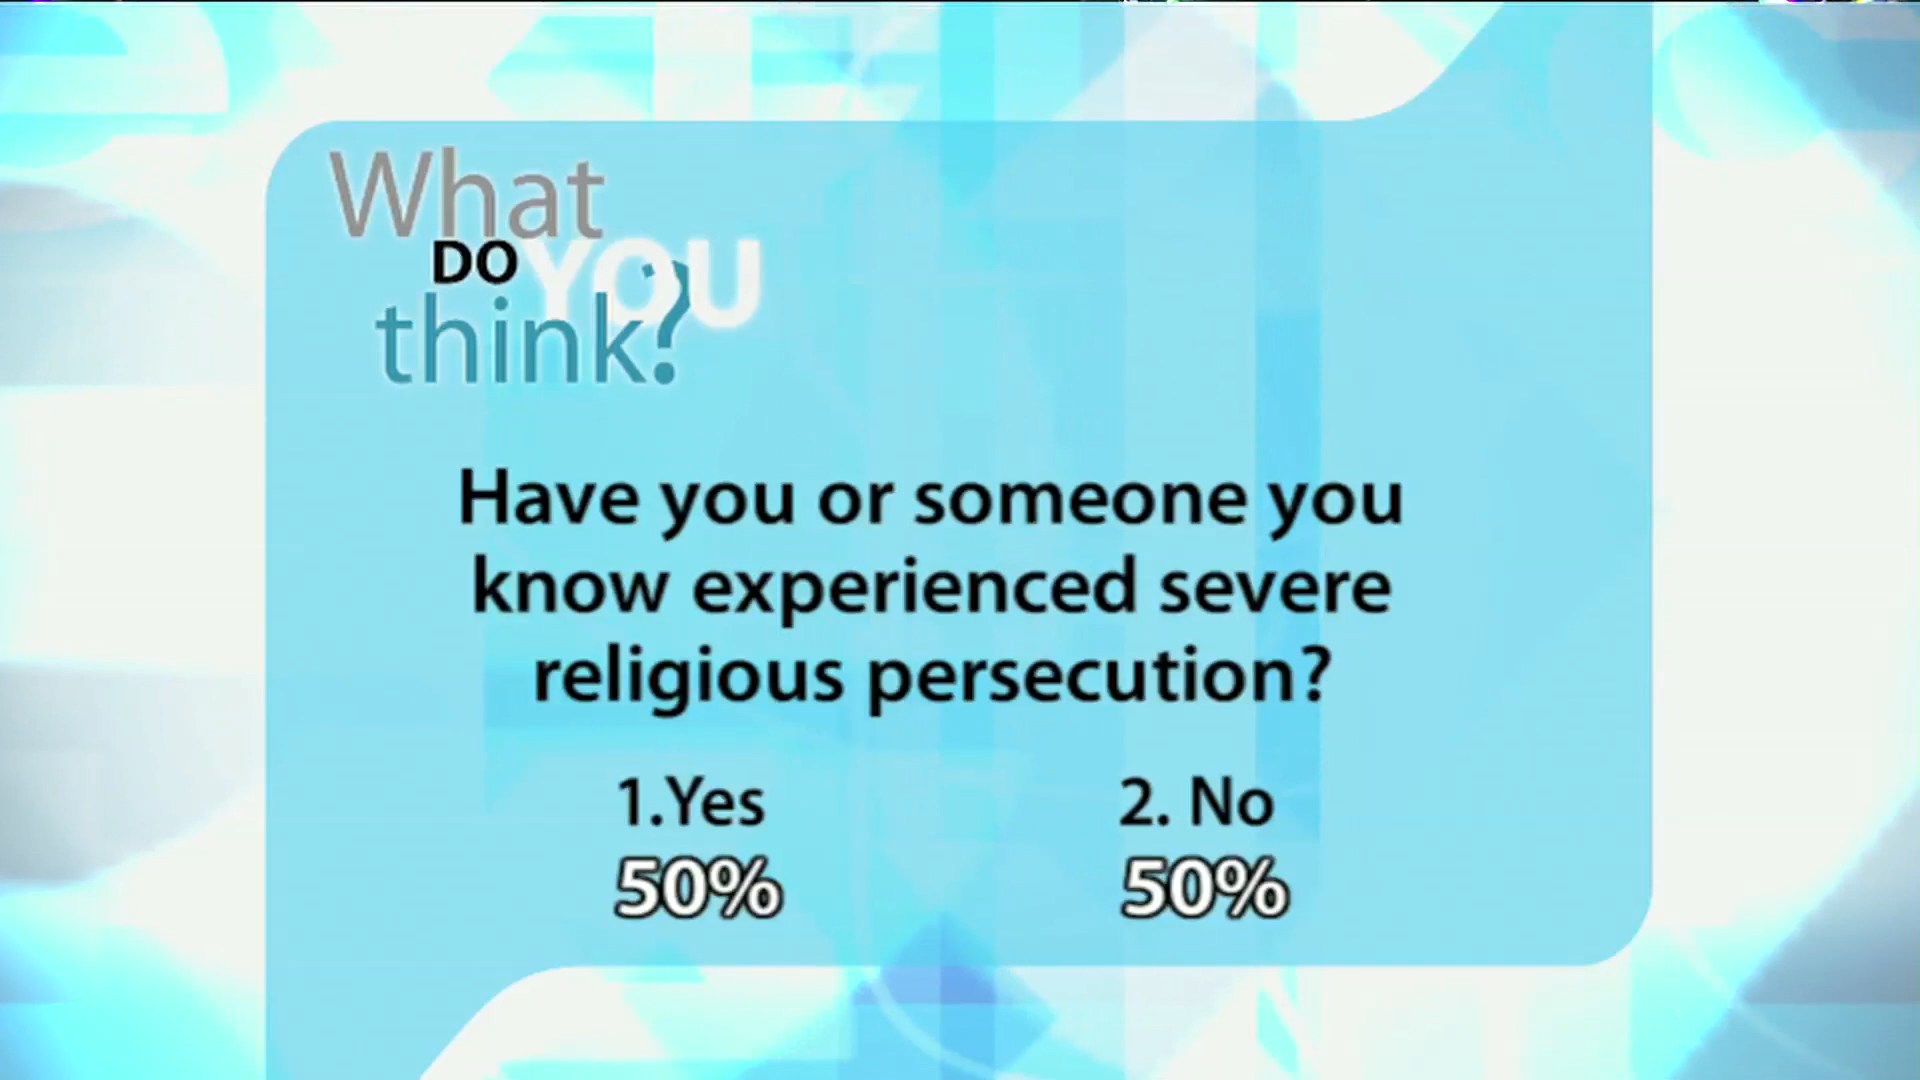 What
DO YOU
think?
Have you or someone you
know experienced severe
religious persecution?
1.Yes
2. No
50%
50%